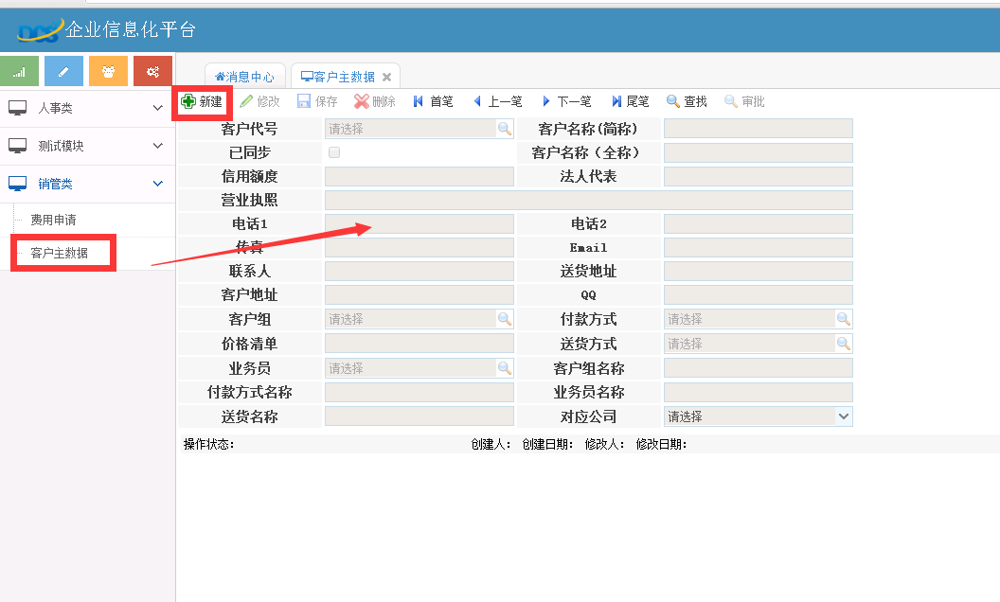 DCS 企业信息化平台
消息中心 客户主数据
新建 修改 保存 删除 首笔 上一笔 下一笔 尾笔 查找 审批
人事类
测试模块
销管类
费用申请
客户主数据
客户代号 请选择 客户名称(简称)
已同步 客户名称（全称）
信用额度 法人代表
营业执照
电话1 电话2
传真 Email
联系人 送货地址
客户地址 QQ
客户组 请选择 付款方式 请选择
价格清单 送货方式 请选择
业务员 请选择 客户组名称
付款方式名称 业务员名称
送货名称 对应公司 请选择
操作状态： 创建人： 创建日期： 修改人： 修改日期：